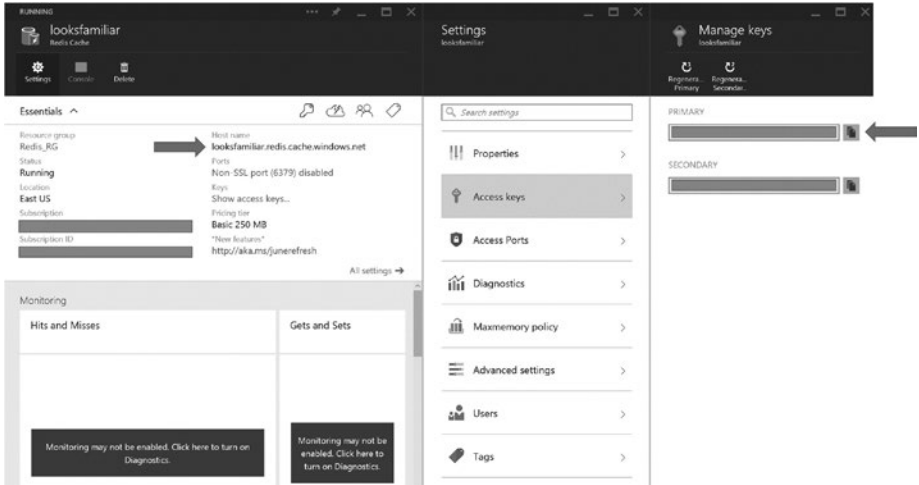 RUNNING
looksfamiliar
Redis Cache
Settings
Console
Delete
Essentials
Resource group
Redis_RG
Status
Running
Location
East US
Subscription
Subscription ID
Host name
looksfamiliar.redis.cache.windows.net
Ports
Non-SSL port (6379) disabled
Keys
Show access keys...
Pricing tier
Basic 250 MB
*New features*
http://aka.ms/junerefresh
All settings
Monitoring
Hits and Misses
Monitoring may not be enabled. Click here to turn on
Diagnostics.
Gets and Sets
Monitoring may not be
enabled. Click here to
turn on Diagnostics.
Settings
looksfamiliar
Search settings
Properties
Access keys
Access Ports
Diagnostics
Maxmemory policy
Advanced settings
Users
Tags
Manage keys
looksfamiliar
Regenera...
Primary
Regenera...
Secondar...
PRIMARY
SECONDARY